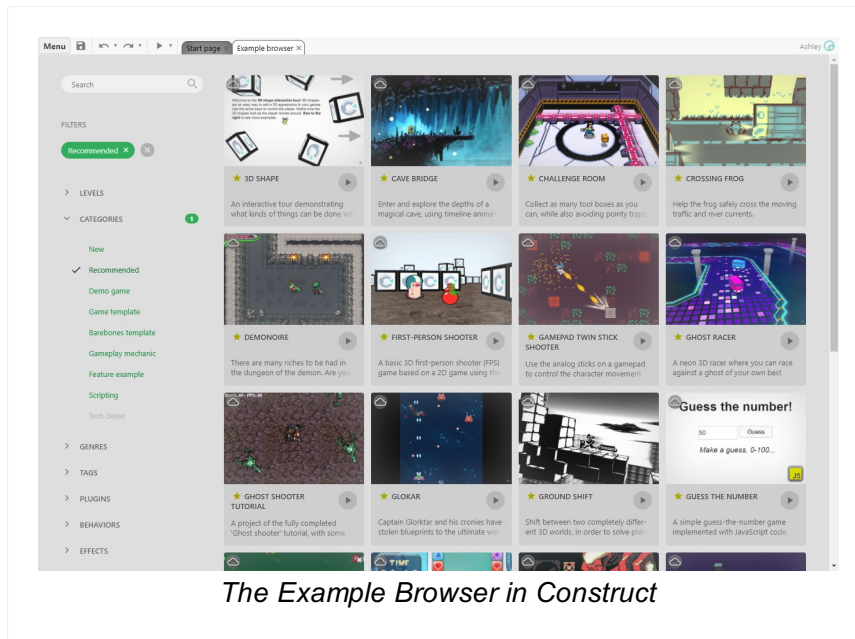 Menu
Start page
Example browser
Ashley
Search
FILTERS
Recommended
LEVELS
CATEGORIES
1
New
Recommended
Demo game
Game template
Barebones template
Gameplay mechanic
Feature example
Scripting
Tech demo
GENRES
TAGS
PLUGINS
BEHAVIORS
EFFECTS
3D SHAPE
An interactive tour demonstrating
what kinds of things can be done
CAVE BRIDGE
Enter and explore the depths of a
magical cave, using timeline anima-
CHALLENGE ROOM
Collect as many tool boxes as you
can, while also avoiding pointy traps
CROSSING FROG
Help the frog safely cross the moving
traffic and river currents.
DEMONOIRE
There are many riches to be had in
the dungeon of the demon. Are you
FIRST-PERSON SHOOTER
A basic 3D first-person shooter (FPS)
game based on a 2D game using the
GAMEPAD TWIN STICK
SHOOTER
Use the analog sticks on a gamepad
to control the character movement
GHOST RACER
A neon 3D racer where you can race
against a ghost of your own best
GHOST SHOOTER
TUTORIAL
A project of the fully completed
'Ghost shooter' tutorial, with some
GLOKAR
Captain Glorktar and his cronies have
stolen blueprints to the ultimate
GROUND SHIFT
Shift between two completely differ-
ent 3D worlds, in order to solve
Guess the number!
50
Guess
Make a guess, 0-100...
JS
GUESS THE NUMBER
A simple guess-the-number game
implemented with JavaScript code.
The Example Browser in Construct